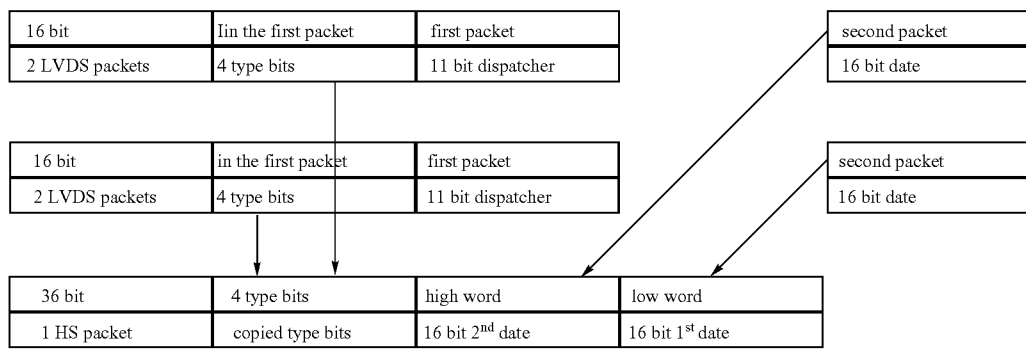 16 bit Iin the first packet first packet second packet
2 LVDS packets 4 type bits 11 bit dispatcher 16 bit date
16 bit in the first packet first packet second packet
2 LVDS packets 4 type bits 11 bit dispatcher 16 bit date
36 bit 4 type bits high word low word
1 HS packet copied type bits 16 bit 2nd date 16 bit 1st date